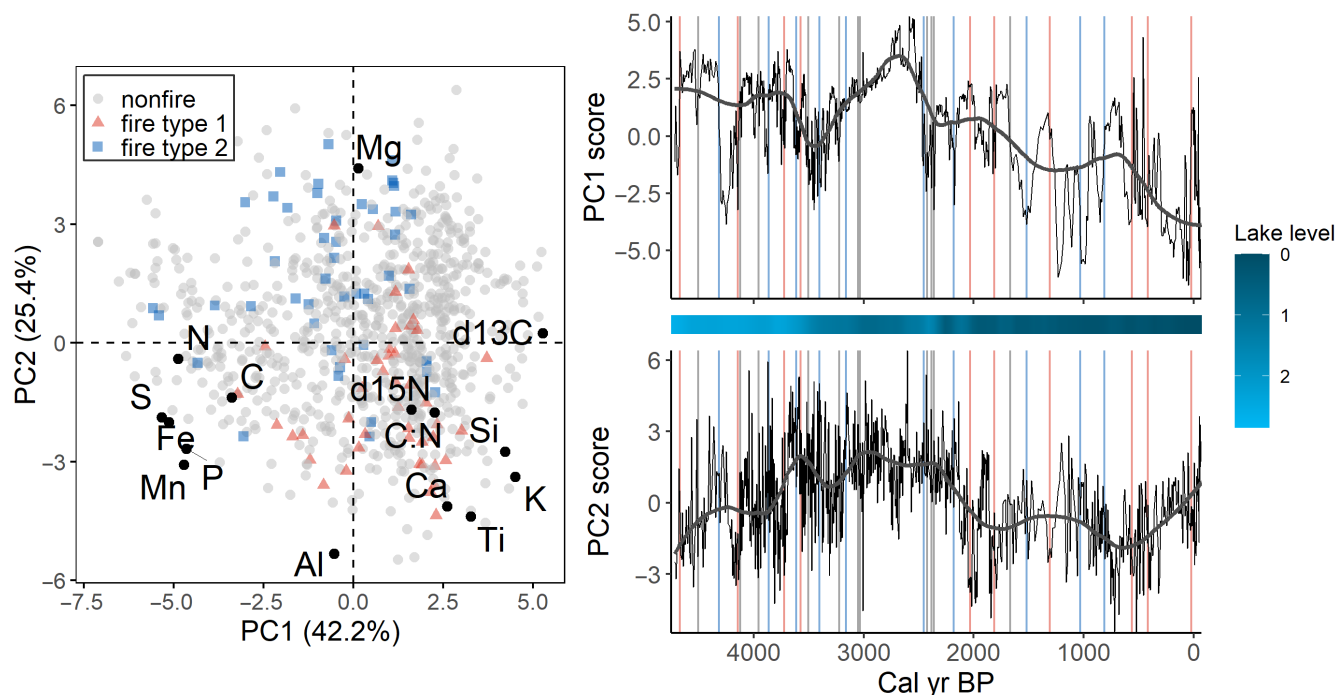 nonfire
fire type 1
fire type 2
Mg
N
C
S
Fe
P
Mn
Al
d13C
d15N
C:N
Si
K
Ca
Ti
6
3
0
−3
−6
−7.5
−5.0
−2.5
0.0
2.5
5.0
PC2 (25.4%)
PC1 (42.2%)
5.0
2.5
0.0
−2.5
−5.0
PC1 score
Lake level
0
1
2
6
3
0
−3
PC2 score
4000
3000
2000
1000
0
Cal yr BP